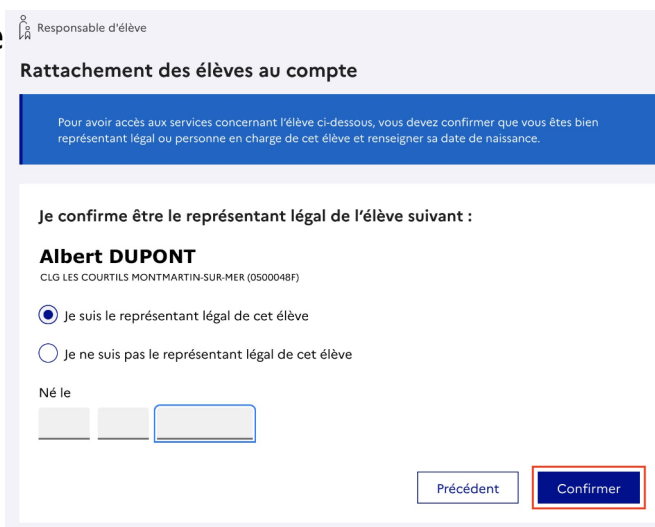 e
Responsable d'élève
Rattachement des élèves au compte
Pour avoir accès aux services concernant l'élève ci-dessous, vous devez confirmer que vous êtes bien
représentant légal ou personne en charge de cet élève et renseigner sa date de naissance.
Je confirme être le représentant légal de l'élève suivant :
Albert DUPONT
CLG LES COURTILS MONTMARTIN-SUR-MER (0500048F)
Je suis le représentant légal de cet élève
Je ne suis pas le représentant légal de cet élève
Né le
Précédent Confirmer